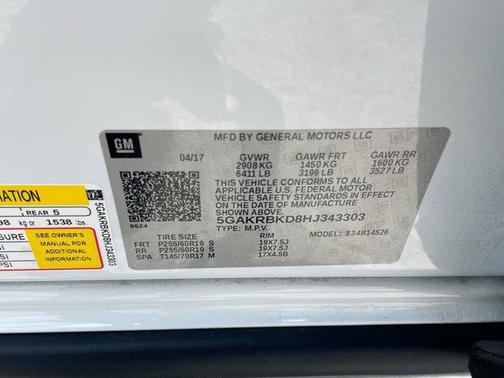 GM
MFD BY GENERAL MOTORS LLC
04/17 GVWR GAWR FRT GAWR RR
2908 KG 1450 KG 1600 KG
6411 LB 3196 LB 3527 LB
THIS VEHICLE CONFORMS TO ALL
APPLICABLE U.S. FEDERAL MOTOR
VEHICLE SAFETY STANDARDS IN
EFFECT ON THE DATE OF
MANUFACTURE SHOWN ABOVE.
5GAKRBKD8HJ343303
6624 TYPE: M.P.V. MODEL: 834R14526
TIRE SIZE RIM
FRT P255/60R19 S 19X7.5J
RR P255/60R19 S 19X7.5J
SPA T145/70R17 M 17X4.5B
REAR 5
kg or 1538 lbs.
SEE OWNER'S
MANUAL FOR
ADDITIONAL
INFORMATION
5GAKRBKD8HJ343303